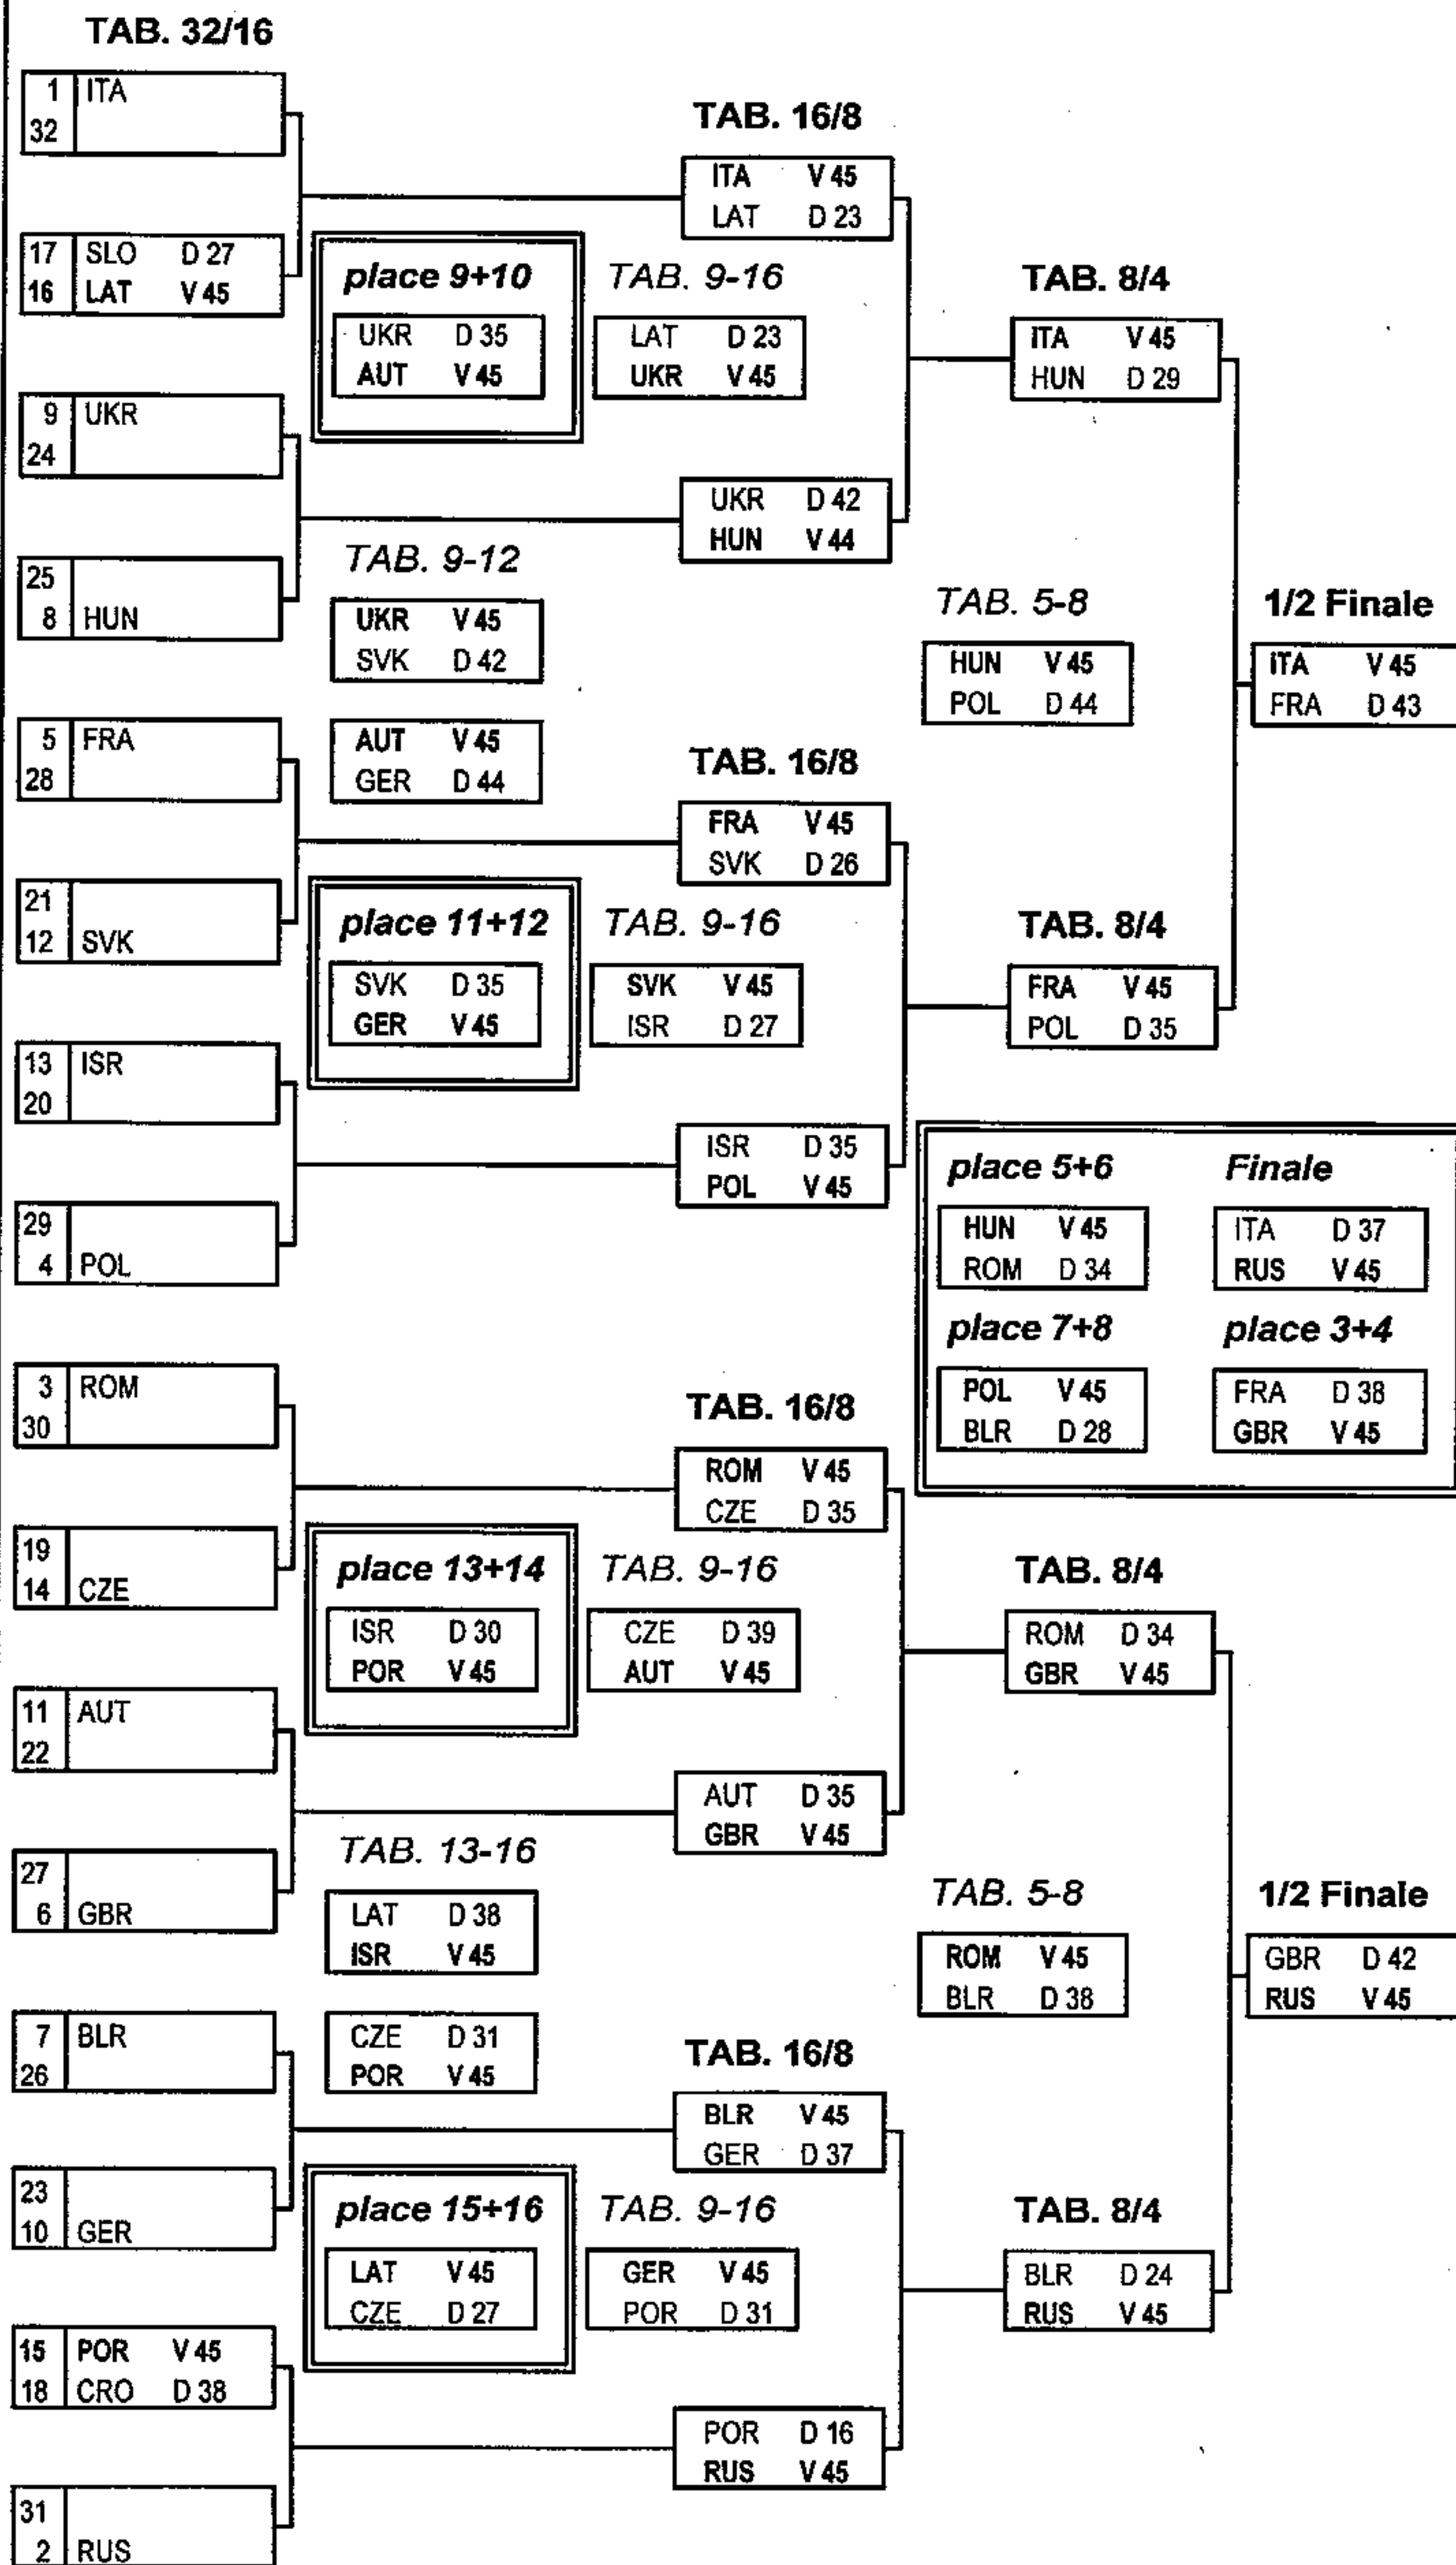 TAB. 32/16
1 ITA
32
17 SLO D 27
16 LAT V 45
9 UKR
24
25
8 HUN
5 FRA
28
21
12 SVK
13 ISR
20
29
4 POL
3 ROM
30
19
14 CZE
11 AUT
22
27
6 GBR
7 BLR
26
23
10 GER
15 POR V 45
18 CRO D 38
31
2 RUS
place 9+10
UKR D 35
AUT V 45
TAB. 9-12
UKR V 45
SVK D 42
AUT V 45
GER D 44
place 11+12
SVK D 35
GER V 45
place 13+14
ISR D 30
POR V 45
TAB. 13-16
LAT D 38
ISR V 45
CZE D 31
POR V 45
place 15+16
LAT V 45
CZE D 27
TAB. 16/8
ITA V 45
LAT D 23
TAB. 9-16
LAT D 23
UKR V 45
UKR D 42
HUN V 44
TAB. 16/8
FRA V 45
SVK D 26
TAB. 9-16
SVK V 45
ISR D 27
ISR D 35
POL V 45
TAB. 16/8
ROM V 45
CZE D 35
TAB. 9-16
CZE D 39
AUT V 45
AUT D 35
GBR V 45
TAB. 16/8
BLR V 45
GER D 37
TAB. 9-16
GER V 45
POR D 31
POR D 16
RUS V 45
TAB. 8/4
ITA V 45
HUN D 29
TAB. 5-8
HUN V 45
POL D 44
TAB. 8/4
FRA V 45
POL D 35
1/2 Finale
ITA V 45
FRA D 43
place 5+6
HUN V 45
ROM D 34
Finale
ITA D 37
RUS V 45
place 7+8
POL V 45
BLR D 28
place 3+4
FRA D 38
GBR V 45
TAB. 8/4
ROM D 34
GBR V 45
TAB. 5-8
ROM V 45
BLR D 38
1/2 Finale
GBR D 42
RUS V 45
TAB. 8/4
BLR D 24
RUS V 45